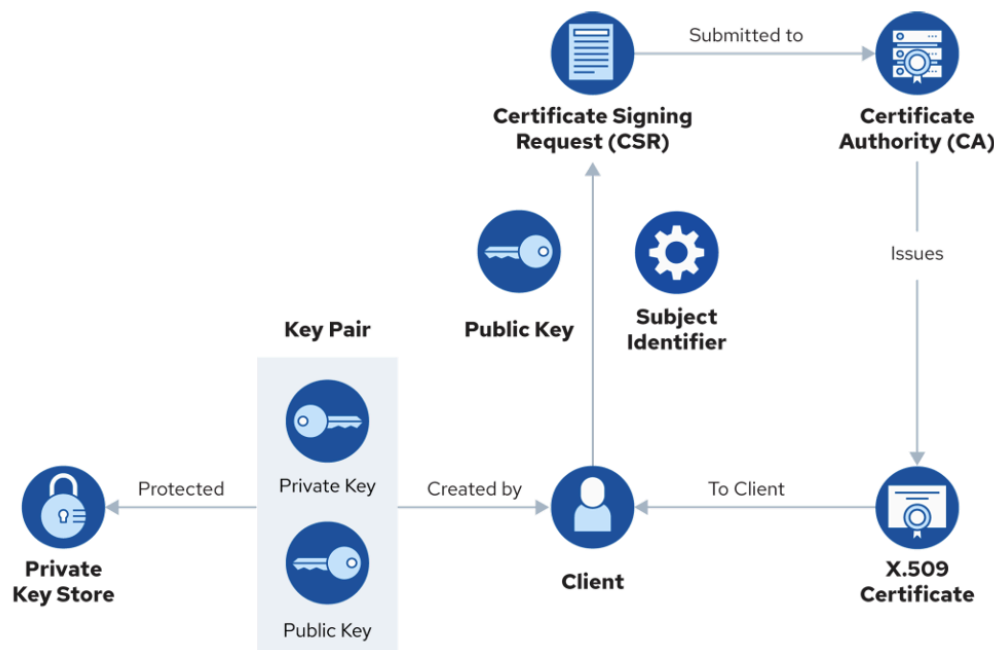 Submitted to
Certificate Signing
Request (CSR)
Certificate
Authority (CA)
Issues
Key Pair
Public Key
Subject
Identifier
Private Key
Protected
Created by
To Client
Private
Key Store
Client
X.509
Certificate
Public Key